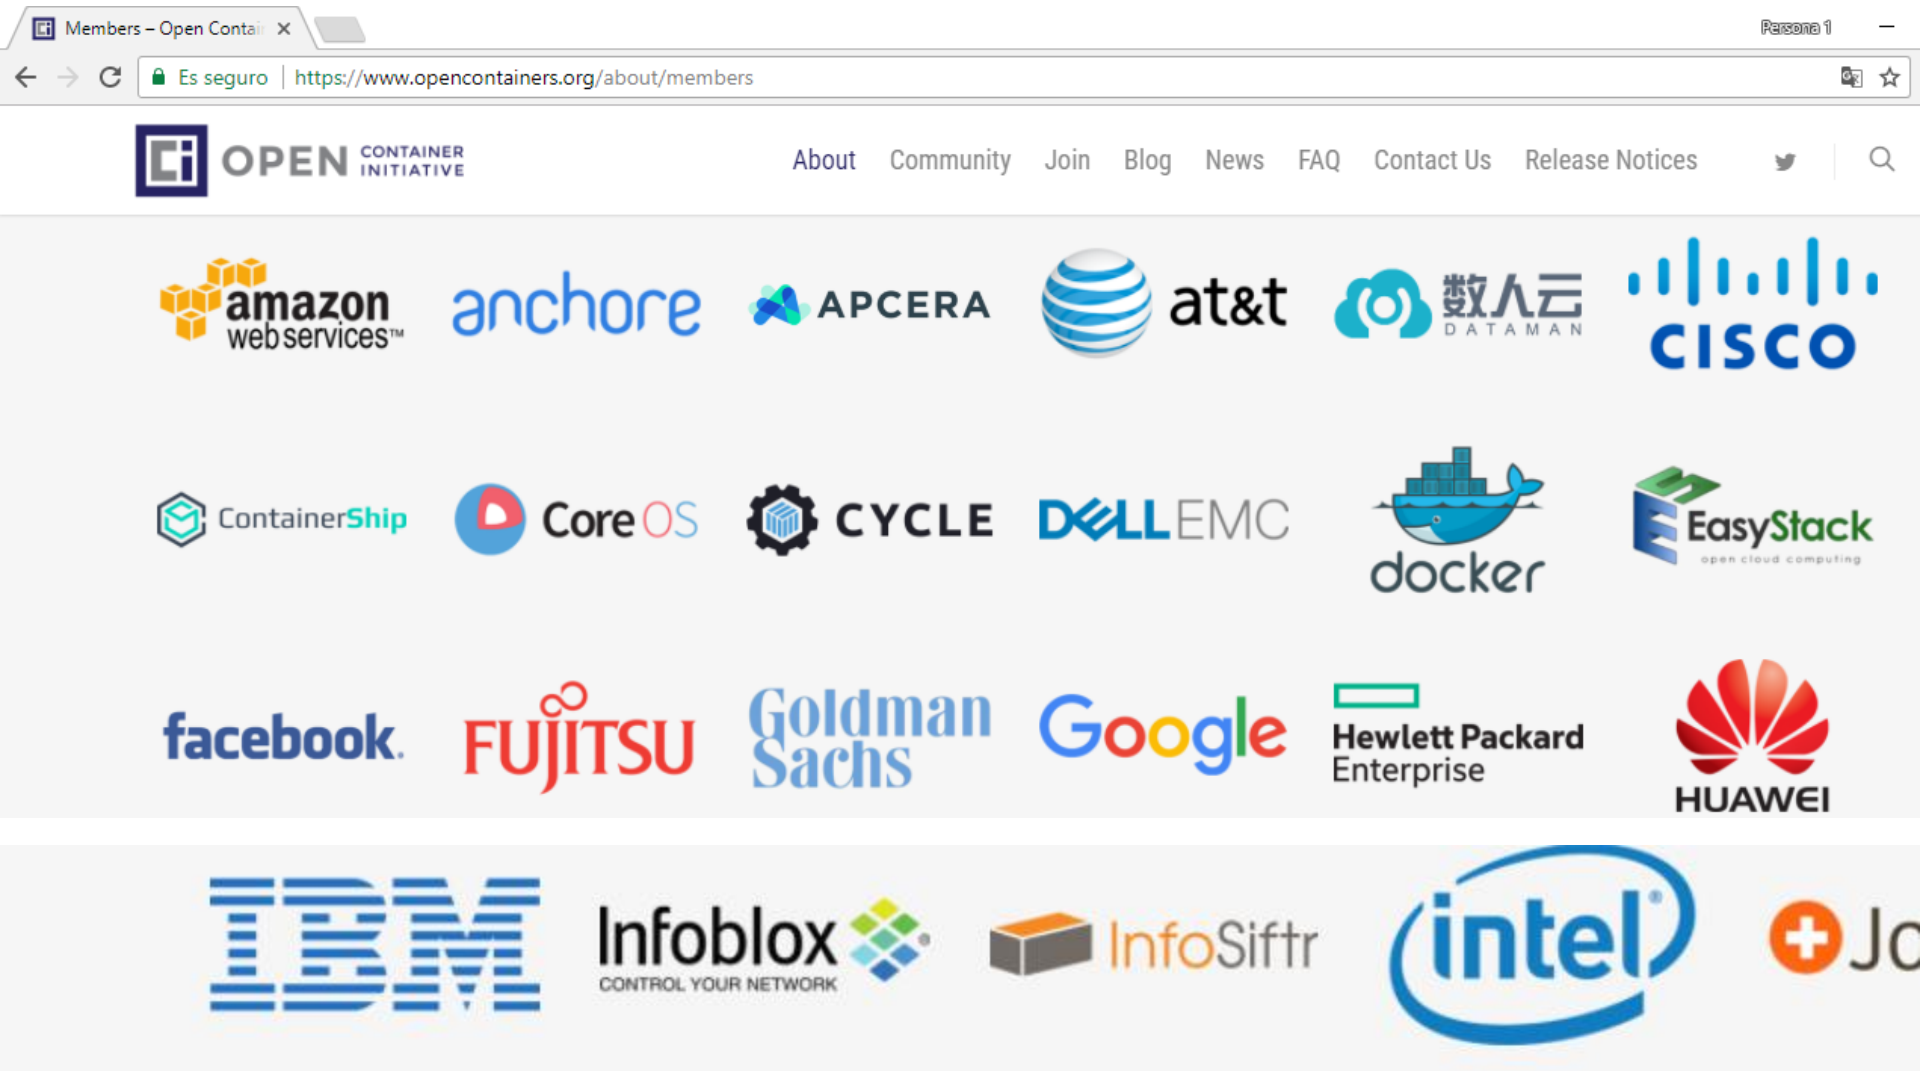 Members – Open Contai
Persona 1
Es seguro
https://www.opencontainers.org/about/members
OPEN CONTAINER INITIATIVE
About
Community
Join
Blog
News
FAQ
Contact Us
Release Notices
amazon
web services™
anchore
APCERA
at&t
数人云
DATAMAN
CISCO
ContainerShip
CoreOS
CYCLE
DELL EMC
docker
EasyStack
open cloud computing
facebook.
FUJITSU
Goldman
Sachs
Google
Hewlett Packard
Enterprise
HUAWEI
IBM
Infoblox
CONTROL YOUR NETWORK
InfoSiftr
intel®
Jo